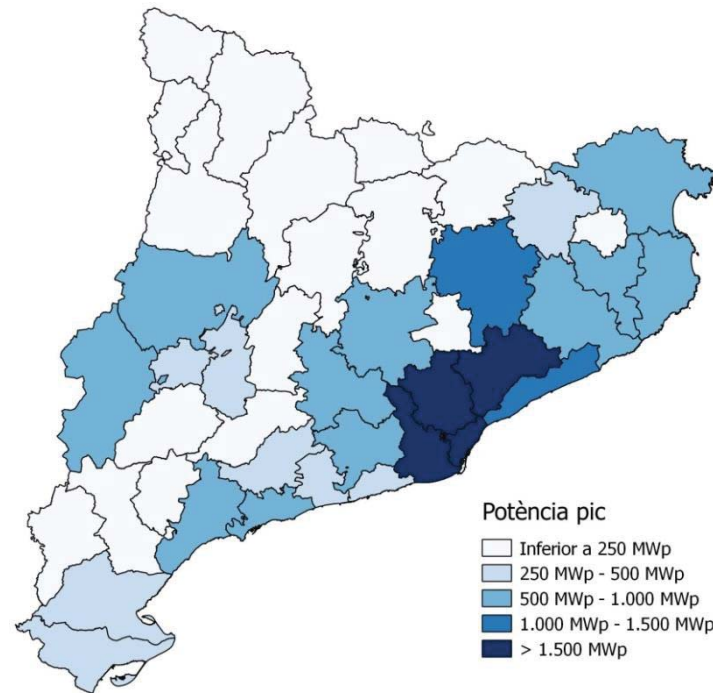 Potència pic
Inferior a 250 MWp
250 MWp - 500 MWp
500 MWp - 1.000 MWp
1.000 MWp - 1.500 MWp
> 1.500 MWp